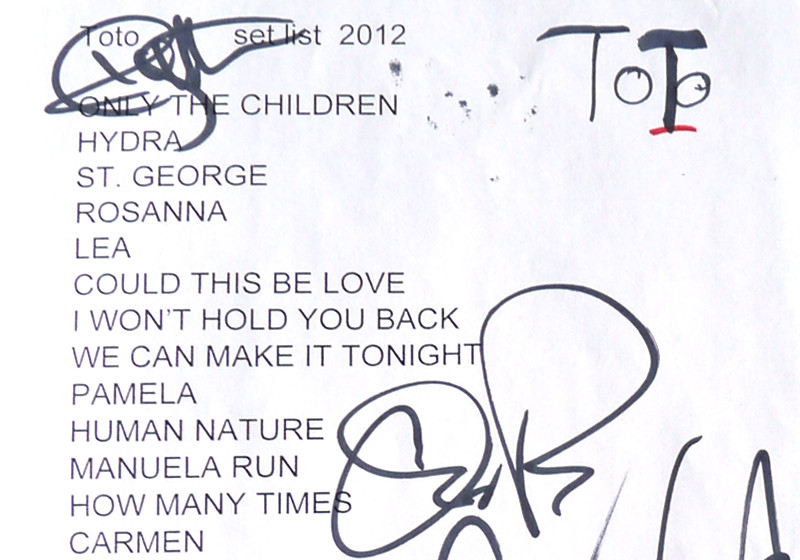 Toto set list 2012
ToTo
ONLY THE CHILDREN
HYDRA
ST. GEORGE
ROSANNA
LEA
COULD THIS BE LOVE
I WON'T HOLD YOU BACK
WE CAN MAKE IT TONIGHT
PAMELA
HUMAN NATURE
MANUELA RUN
HOW MANY TIMES
CARMEN